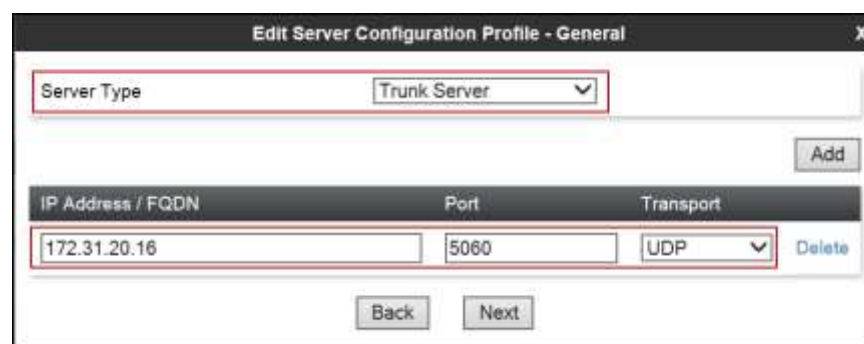 Edit Server Configuration Profile - General X
Server Type Trunk Server
Add
IP Address / FQDN Port Transport
172.31.20.16 5060 UDP Delete
Back Next